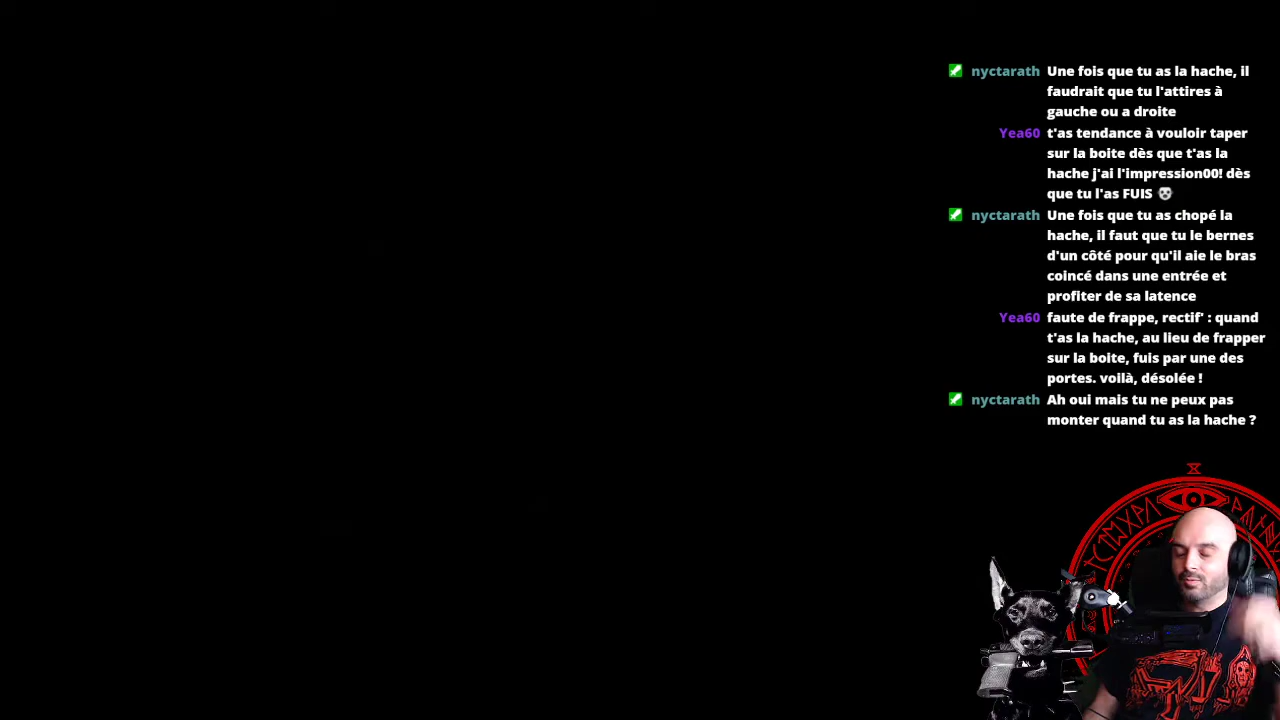 nyctarath Une fois que tu as la hache, il
faudrait que tu l'attires à
gauche ou a droite
Yea60 t'as tendance à vouloir taper
sur la boite dès que t'as la
hache j'ai l'impression00! dès
que tu l'as FUIS
nyctarath Une fois que tu as chopé la
hache, il faut que tu le bernes
d'un côté pour qu'il aie le bras
coincé dans une entrée et
profiter de sa latence
Yea60 faute de frappe, rectif' : quand
t'as la hache, au lieu de frapper
sur la boite, fuis par une des
portes. voilà, désolée !
nyctarath Ah oui mais tu ne peux pas
monter quand tu as la hache ?